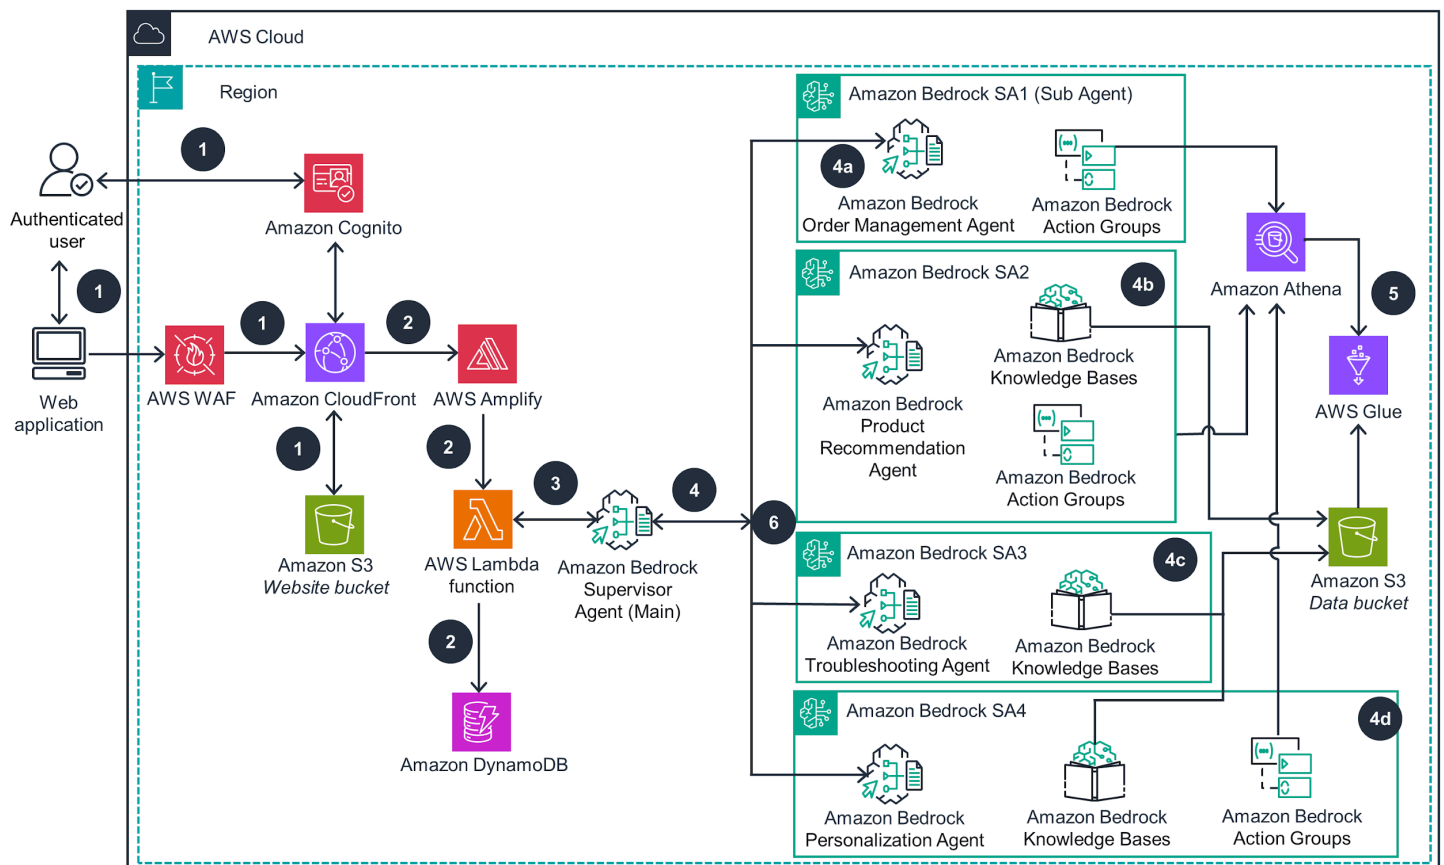 AWS Cloud
Region
1
Authenticated
user
Amazon Cognito
1
Web
application
AWS WAF
1
Amazon CloudFront
2
AWS Amplify
1
Amazon S3
Website bucket
2
AWS Lambda
function
2
Amazon DynamoDB
3
Amazon Bedrock
Supervisor
Agent (Main)
4
6
Amazon Bedrock SA1 (Sub Agent)
4a
Amazon Bedrock
Order Management Agent
Amazon Bedrock
Action Groups
Amazon Bedrock SA2
4b
Amazon Bedrock
Product
Recommendation
Agent
Amazon Bedrock
Knowledge Bases
Amazon Bedrock
Action Groups
Amazon Bedrock SA3
4c
Amazon Bedrock
Troubleshooting Agent
Amazon Bedrock
Knowledge Bases
Amazon Bedrock SA4
4d
Amazon Bedrock
Personalization Agent
Amazon Bedrock
Knowledge Bases
Amazon Bedrock
Action Groups
Amazon Athena
5
AWS Glue
Amazon S3
Data bucket